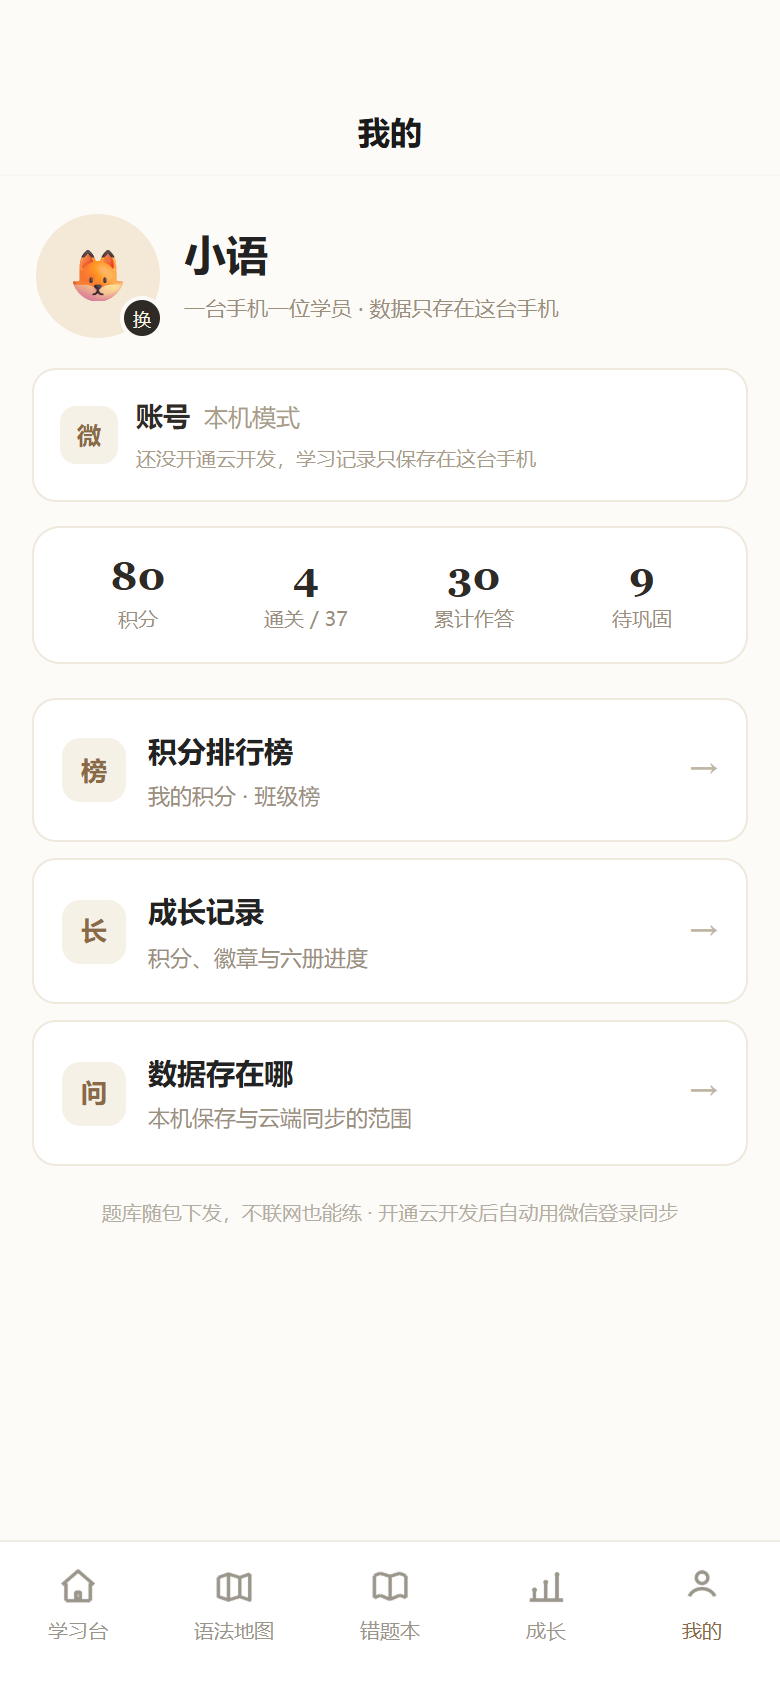 我的
小语
一台手机一位学员 · 数据只存在这台手机
换
微
账号 本机模式
还没开通云开发，学习记录只保存在这台手机
80 4 30 9
积分 通关 / 37 累计作答 待巩固
榜
积分排行榜
我的积分 · 班级榜
→
长
成长记录
积分、徽章与六册进度
→
问
数据存在哪
本机保存与云端同步的范围
→
题库随包下发，不联网也能练 · 开通云开发后自动用微信登录同步
学习台 语法地图 错题本 成长 我的